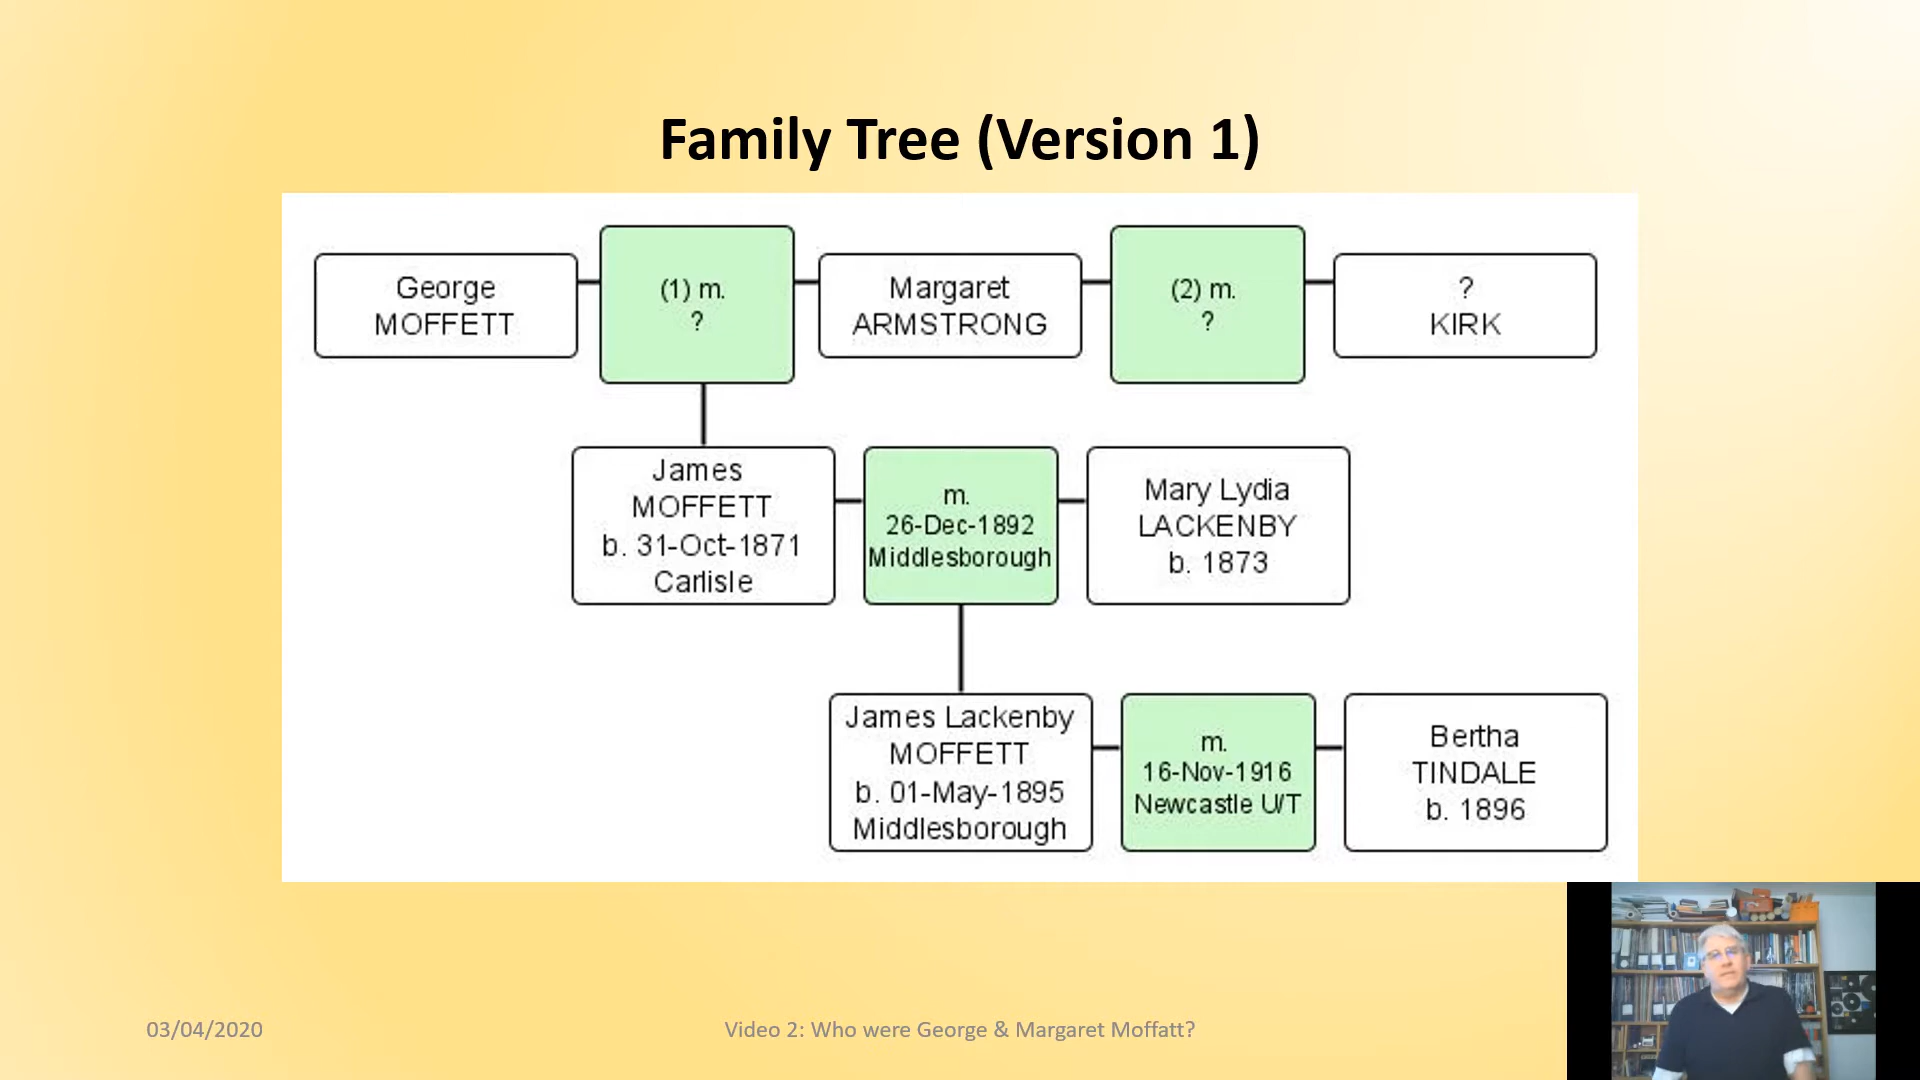 Family Tree (Version 1)
George
MOFFETT
(1) m.
?
Margaret
ARMSTRONG
(2) m.
?
?
KIRK
James
MOFFETT
b. 31-Oct-1871
Carlisle
m.
26-Dec-1892
Middlesborough
Mary Lydia
LACKENBY
b. 1873
James Lackenby
MOFFETT
b. 01-May-1895
Middlesborough
m.
16-Nov-1916
Newcastle U/T
Bertha
TINDALE
b. 1896
03/04/2020
Video 2: Who were George & Margaret Moffatt?